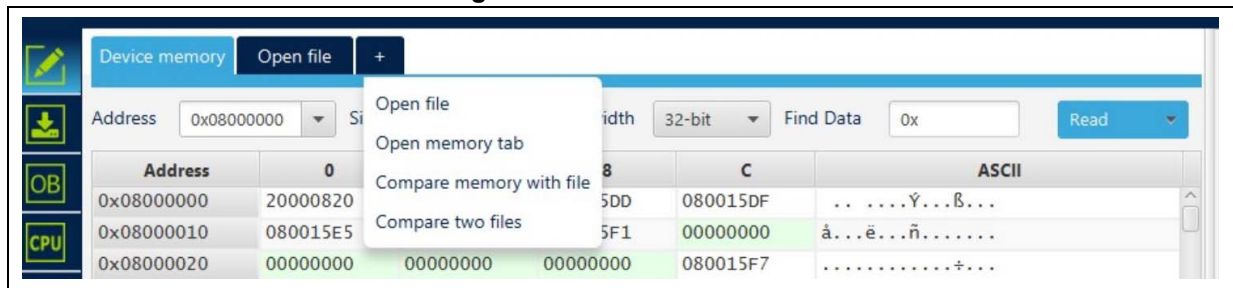 Device memory Open file +
Open file
Address 0x08000000 Si idth 32-bit Find Data 0x Read
Open memory tab
Address 0 8 C ASCII
Compare memory with file
0x08000000 20000820 5DD 080015DF .. ....Ý...ß...
Compare two files
0x08000010 080015E5 5F1 00000000 å...ë...ñ.......
0x08000020 00000000 00000000 00000000 080015F7 ............÷...
OB
CPU